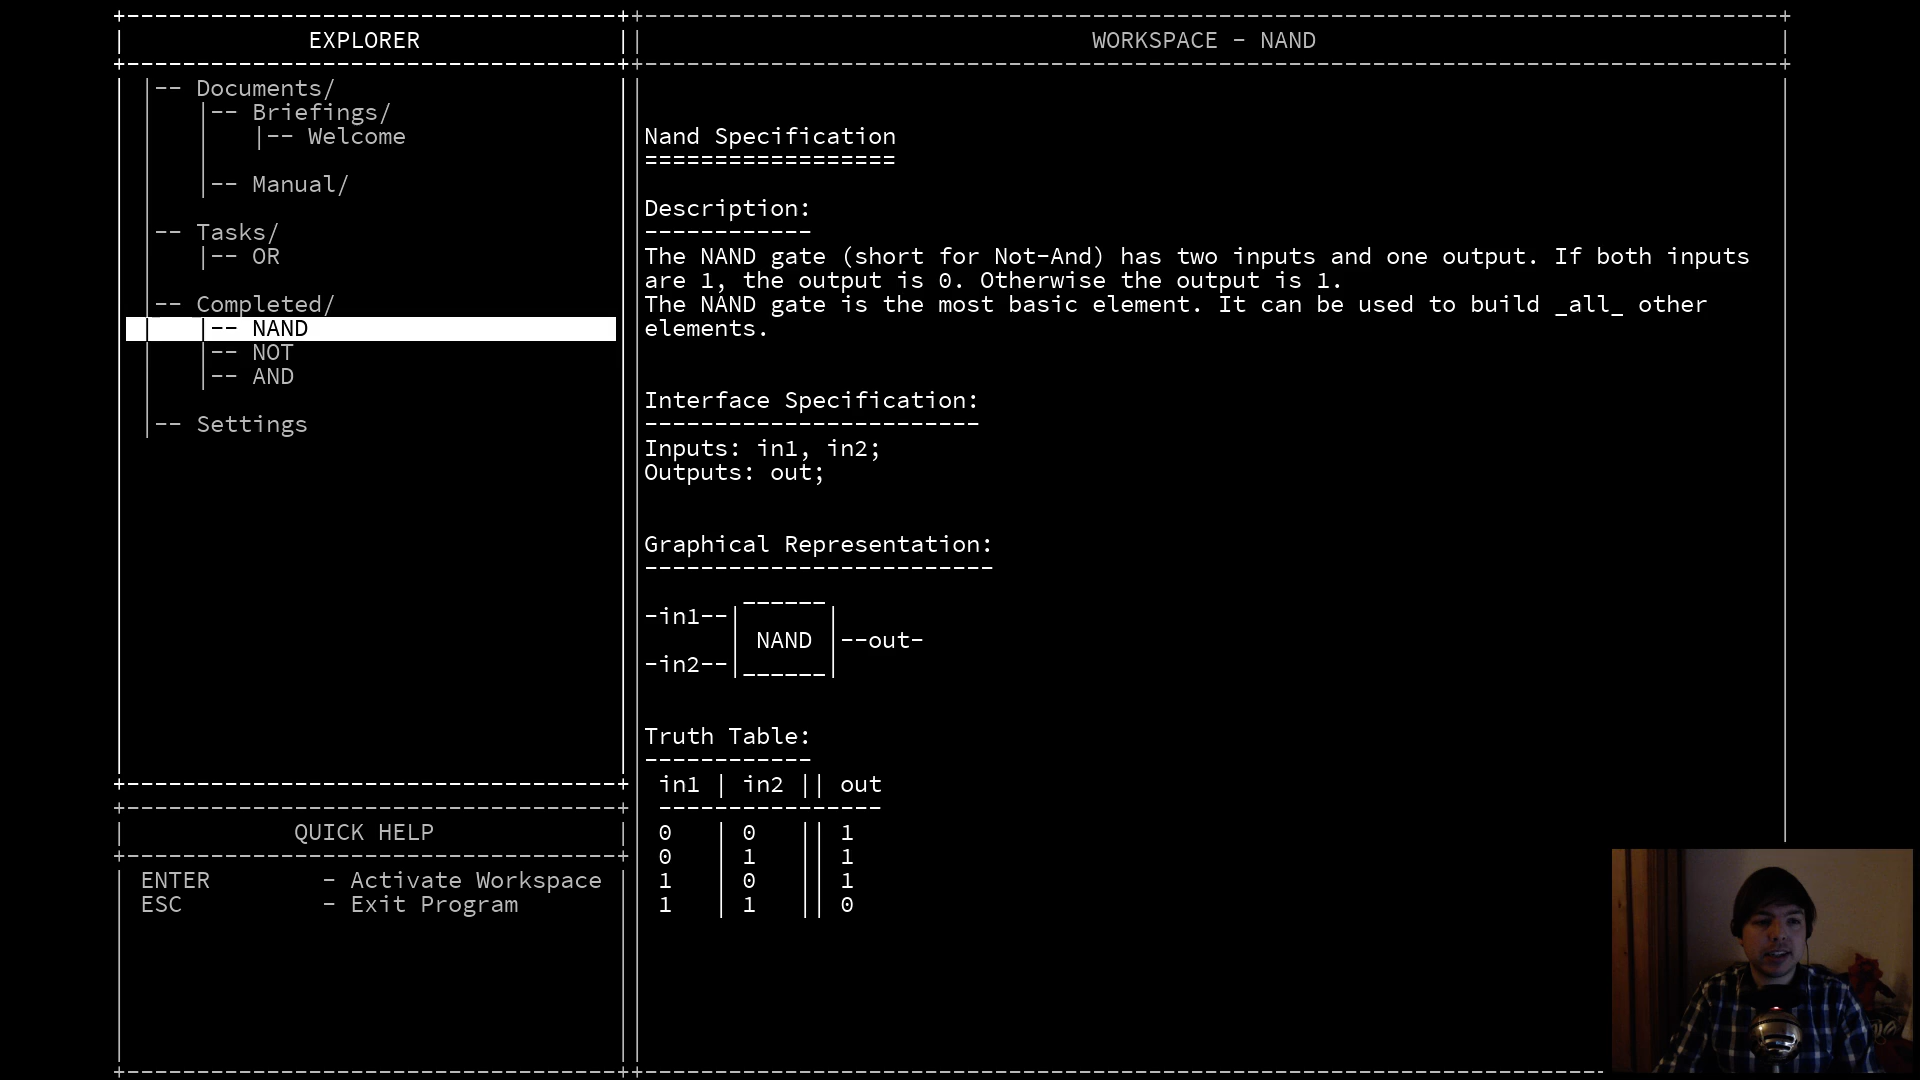 EXPLORER
|-- Documents/
|-- Briefings/
|-- Welcome
|-- Manual/
|-- Tasks/
|-- OR
|-- Completed/
|-- NAND
|-- NOT
|-- AND
|-- Settings
QUICK HELP
ENTER - Activate Workspace
ESC - Exit Program
WORKSPACE - NAND
Nand Specification
==================
Description:
------------
The NAND gate (short for Not-And) has two inputs and one output. If both inputs
are 1, the output is 0. Otherwise the output is 1.
The NAND gate is the most basic element. It can be used to build _all_ other
elements.
Interface Specification:
------------------------
Inputs: in1, in2;
Outputs: out;
Graphical Representation:
-------------------------
-in1--|
NAND |--out-
-in2--|
Truth Table:
------------
in1 | in2 || out
----------------
0 | 0 || 1
0 | 1 || 1
1 | 0 || 1
1 | 1 || 0